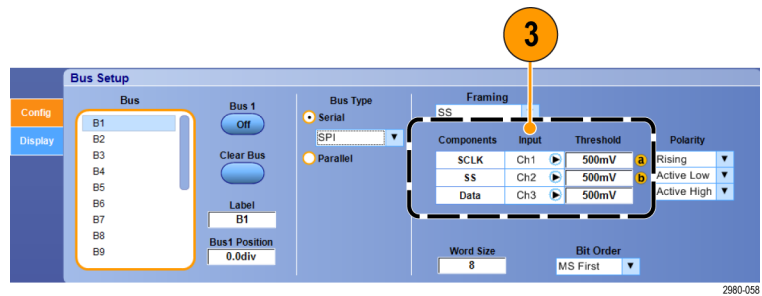 3
Bus Setup
Config
Display
Bus
B1
B2
B3
B4
B5
B6
B7
B8
B9
Bus 1
Off
Clear Bus
Label
B1
Bus1 Position
0.0div
Bus Type
Serial
SPI
Parallel
Framing
SS
Components Input Threshold Polarity
SCLK Ch1 500mV a Rising
SS Ch2 500mV b Active Low
Data Ch3 500mV Active High
Word Size
8
Bit Order
MS First
2980-058